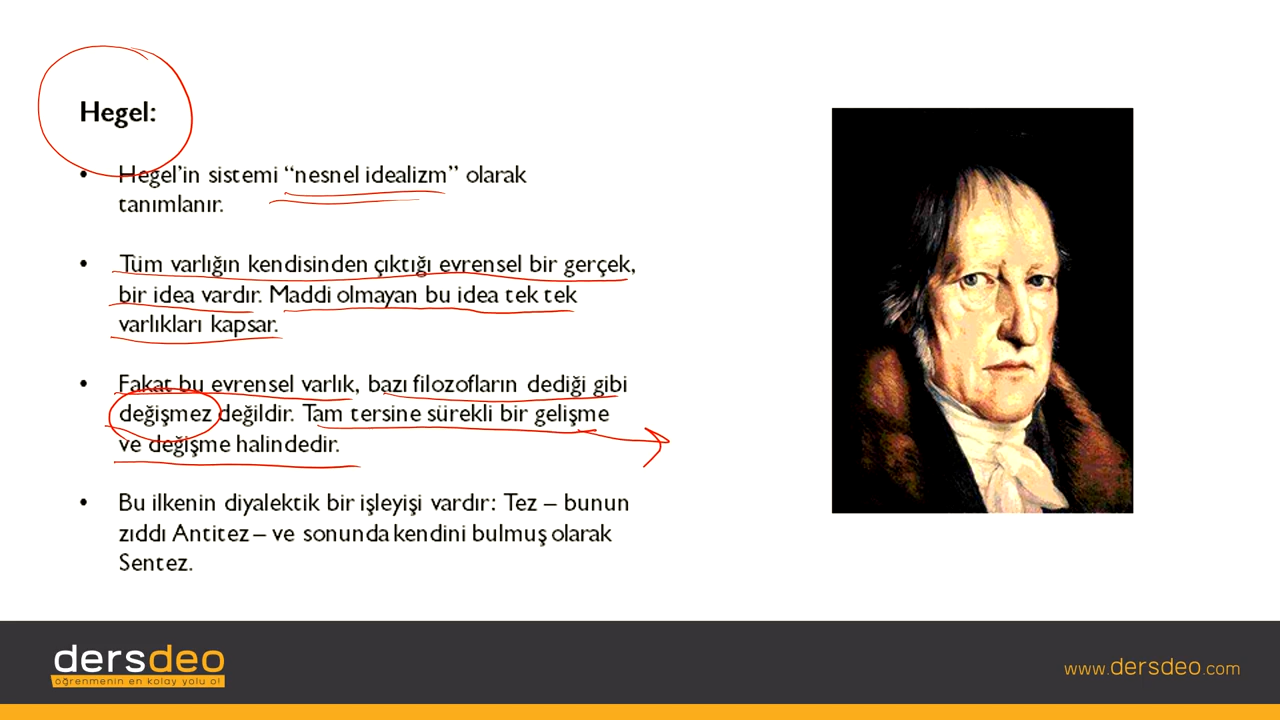 Hegel:
• Hegel'in sistemi “nesnel idealizm” olarak
tanımlanır.
• Tüm varlığın kendisinden çıktığı evrensel bir gerçek,
bir idea vardır. Maddi olmayan bu idea tek tek
varlıkları kapsar.
• Fakat bu evrensel varlık, bazı filozofların dediği gibi
değişmez değildir. Tam tersine sürekli bir gelişme
ve değişme halindedir.
• Bu ilkenin diyalektik bir işleyişi vardır: Tez – bunun
zıddı Antitez – ve sonunda kendini bulmuş olarak
Sentez.
dersdeo
öğrenmenin en kolay yolu o!
www.dersdeo.com